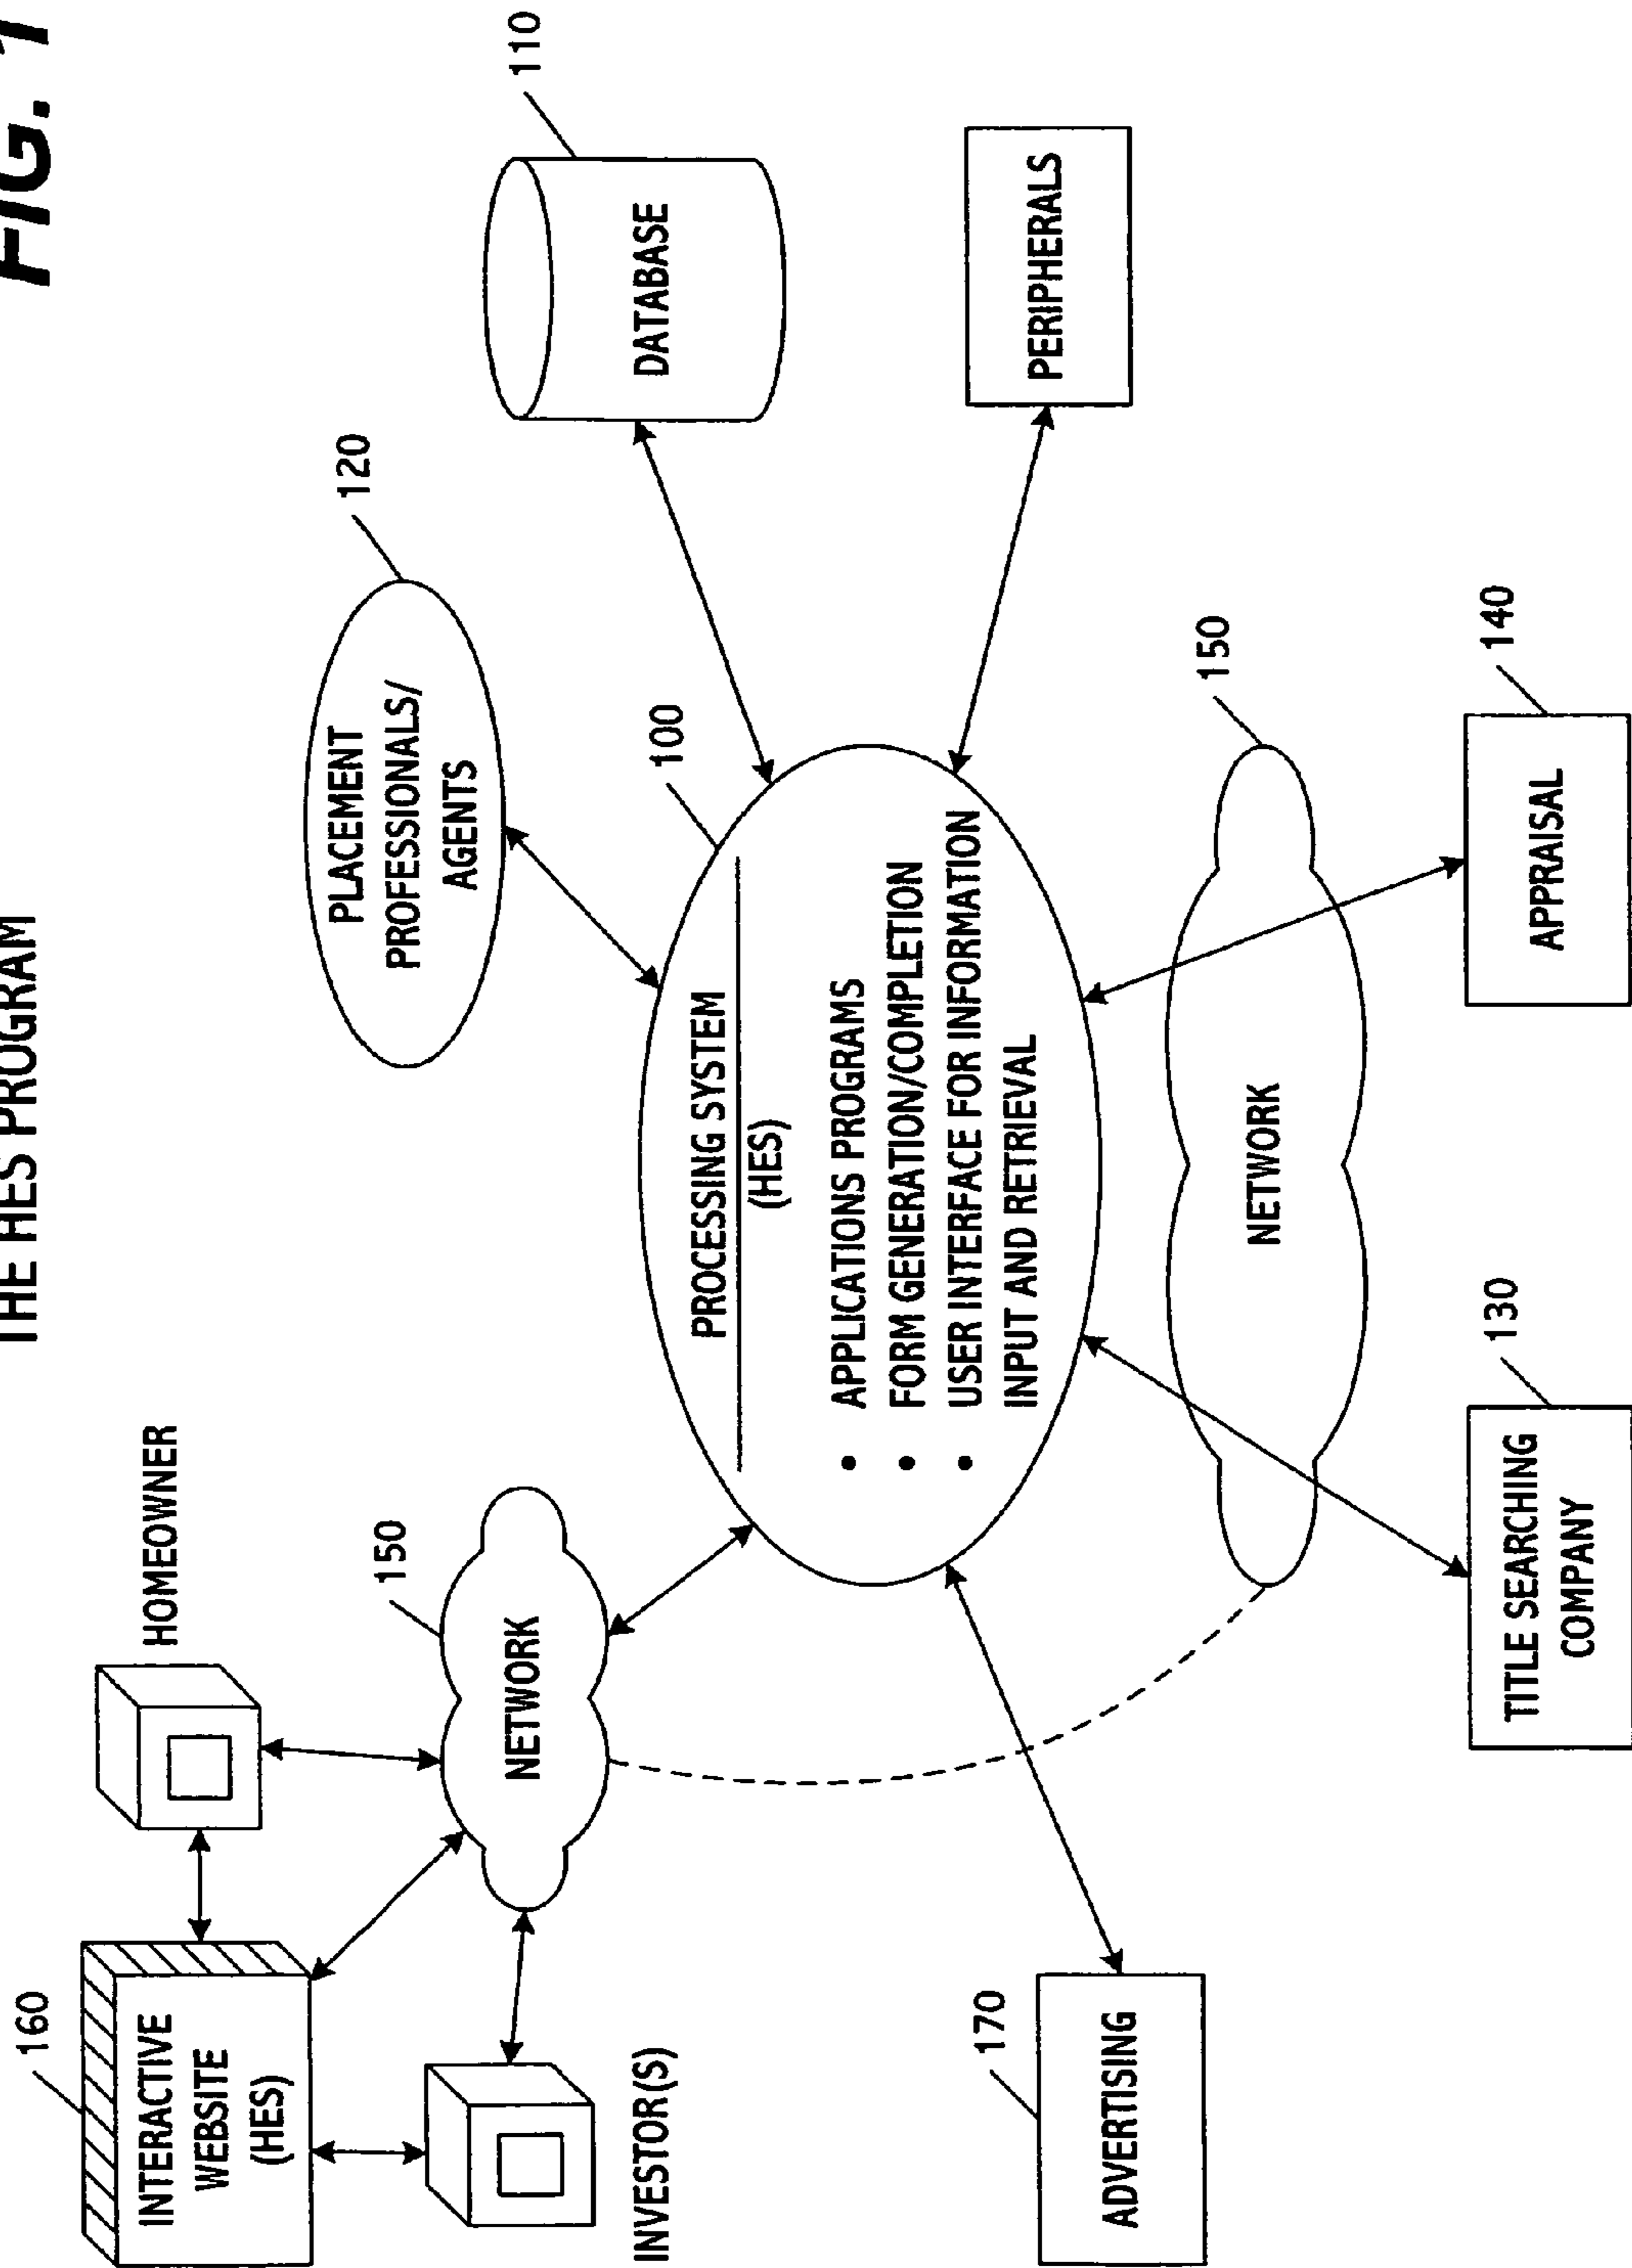 FIG. 1
THE HES PROGRAM
160
INTERACTIVE
WEBSITE
(HES)
HOMEOWNER
INVESTOR(S)
150
NETWORK
120
PLACEMENT
PROFESSIONALS/
AGENTS
110
DATABASE
100
PROCESSING SYSTEM
(HES)
• APPLICATIONS PROGRAMS
• FORM GENERATION/COMPLETION
• USER INTERFACE FOR INFORMATION
INPUT AND RETRIEVAL
PERIPHERALS
170
ADVERTISING
150
NETWORK
130
TITLE SEARCHING
COMPANY
140
APPRAISAL